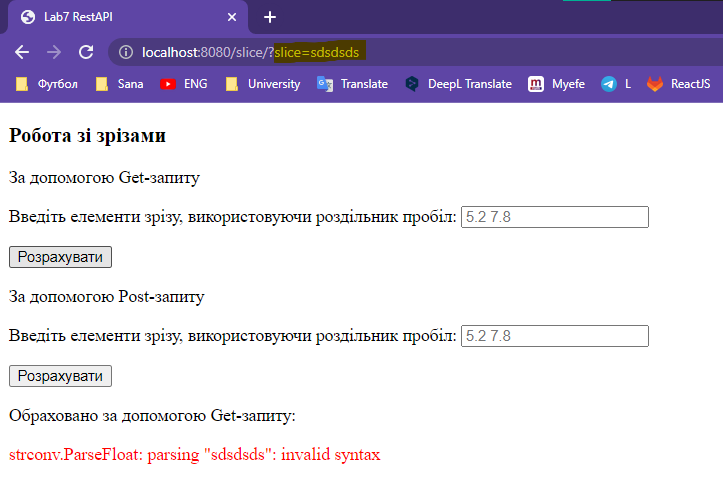 Lab7 RestAPI
localhost:8080/slice/?slice=sdsdsds
Футбол Sana ENG University Translate DeepL Translate Myefe L ReactJS
Робота зі зрізами
За допомогою Get-запиту
Введіть елементи зрізу, використовуючи роздільник пробіл: 5.2 7.8
Розрахувати
За допомогою Post-запиту
Введіть елементи зрізу, використовуючи роздільник пробіл: 5.2 7.8
Розрахувати
Обраховано за допомогою Get-запиту:
strconv.ParseFloat: parsing "sdsdsds": invalid syntax